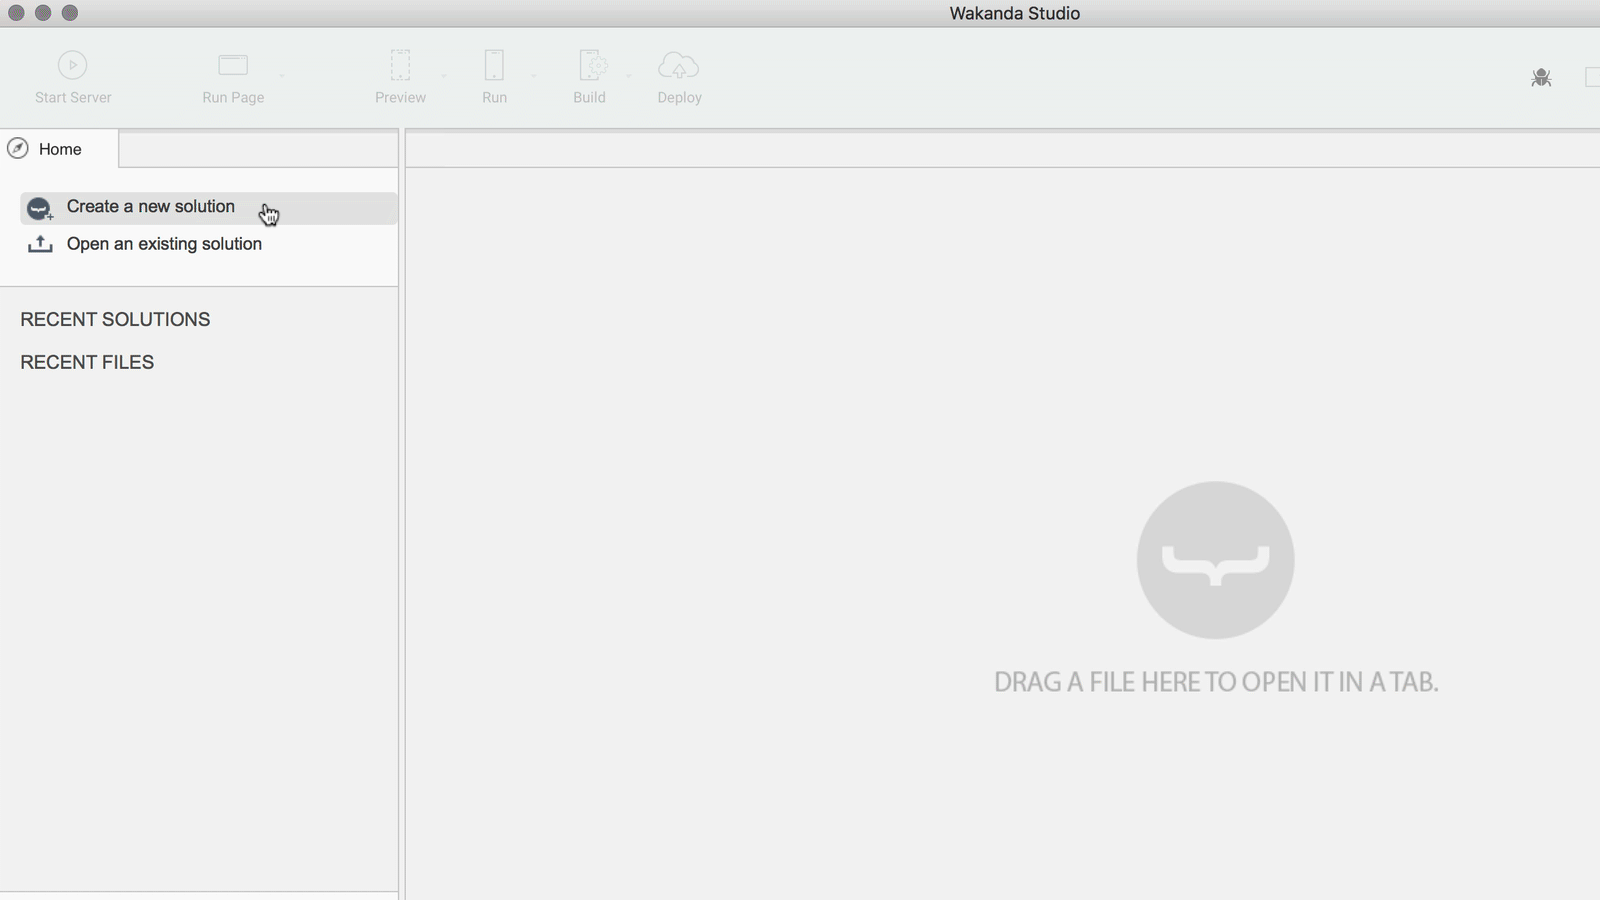 Wakanda Studio
Start Server
Run Page
Preview
Run
Build
Deploy
Home
Create a new solution
Open an existing solution
RECENT SOLUTIONS
RECENT FILES
DRAG A FILE HERE TO OPEN IT IN A TAB.